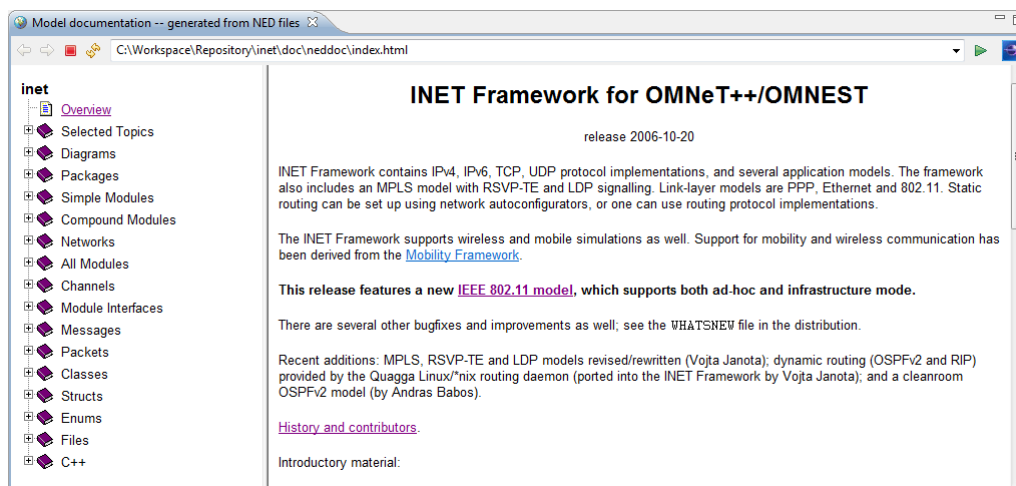 Model documentation -- generated from NED files
C:\Workspace\Repository\inet\doc\neddoc\index.html
inet
Overview
Selected Topics
Diagrams
Packages
Simple Modules
Compound Modules
Networks
All Modules
Channels
Module Interfaces
Messages
Packets
Classes
Structs
Enums
Files
C++
INET Framework for OMNeT++/OMNEST
release 2006-10-20
INET Framework contains IPv4, IPv6, TCP, UDP protocol implementations, and several application models. The framework
also includes an MPLS model with RSVP-TE and LDP signalling. Link-layer models are PPP, Ethernet and 802.11. Static
routing can be set up using network autoconfigurators, or one can use routing protocol implementations.
The INET Framework supports wireless and mobile simulations as well. Support for mobility and wireless communication has
been derived from the Mobility Framework.
This release features a new IEEE 802.11 model, which supports both ad-hoc and infrastructure mode.
There are several other bugfixes and improvements as well; see the WHATSNEW file in the distribution.
Recent additions: MPLS, RSVP-TE and LDP models revised/rewritten (Vojta Janota); dynamic routing (OSPFv2 and RIP)
provided by the Quagga Linux/*nix routing daemon (ported into the INET Framework by Vojta Janota); and a cleanroom
OSPFv2 model (by Andras Babos).
History and contributors.
Introductory material: